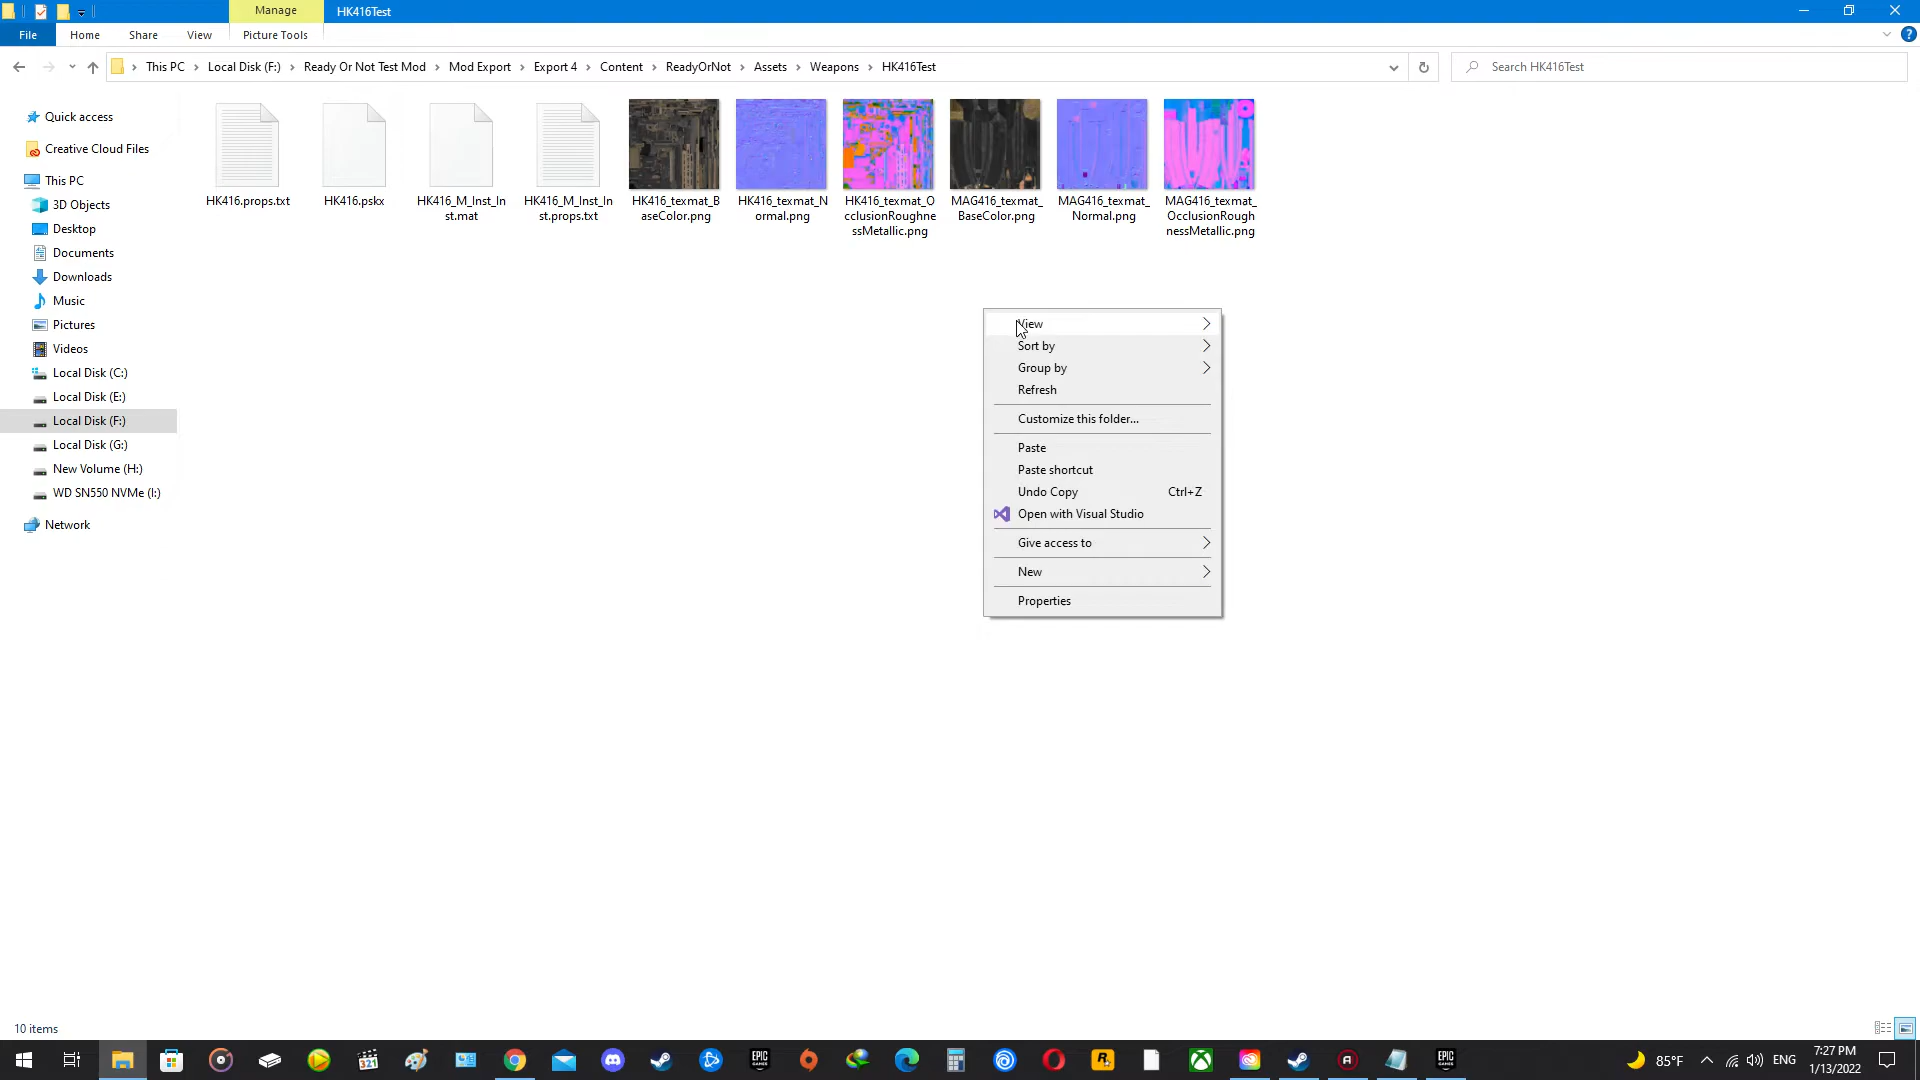 Manage
HK416Test
File
Home
Share
View
Picture Tools
This PC
Local Disk (F:)
Ready Or Not Test Mod
Mod Export
Export 4
Content
ReadyOrNot
Assets
Weapons
HK416Test
Search HK416Test
Quick access
Creative Cloud Files
This PC
3D Objects
Desktop
Documents
Downloads
Music
Pictures
Videos
Local Disk (C:)
Local Disk (E:)
Local Disk (F:)
Local Disk (G:)
New Volume (H:)
WD SN550 NVMe (I:)
Network
HK416.props.txt
HK416.pskx
HK416_M_Inst_In
st.mat
HK416_M_Inst_In
st.props.txt
HK416_texmat_B
aseColor.png
HK416_texmat_N
ormal.png
HK416_texmat_O
cclusionRoughne
ssMetallic.png
MAG416_texmat_
BaseColor.png
MAG416_texmat_
Normal.png
MAG416_texmat_
OcclusionRough
nessMetallic.png
View
Sort by
Group by
Refresh
Customize this folder...
Paste
Paste shortcut
Undo Copy Ctrl+Z
Open with Visual Studio
Give access to
New
Properties
10 items
321
EPIC
GAMES
R
EPIC
GAMES
85°F
ENG
7:27 PM
1/13/2022